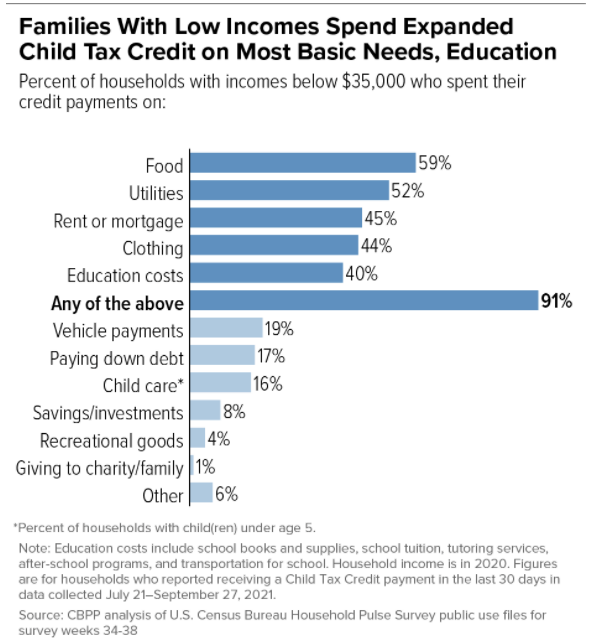 Families With Low Incomes Spend Expanded
Child Tax Credit on Most Basic Needs, Education
Percent of households with incomes below $35,000 who spent their
credit payments on:
Food 59%
Utilities 52%
Rent or mortgage 45%
Clothing 44%
Education costs 40%
Any of the above 91%
Vehicle payments 19%
Paying down debt 17%
Child care* 16%
Savings/investments 8%
Recreational goods 4%
Giving to charity/family 1%
Other 6%
*Percent of households with child(ren) under age 5.
Note: Education costs include school books and supplies, school tuition, tutoring services,
after-school programs, and transportation for school. Household income is in 2020. Figures
are for households who reported receiving a Child Tax Credit payment in the last 30 days in
data collected July 21–September 27, 2021.
Source: CBPP analysis of U.S. Census Bureau Household Pulse Survey public use files for
survey weeks 34-38